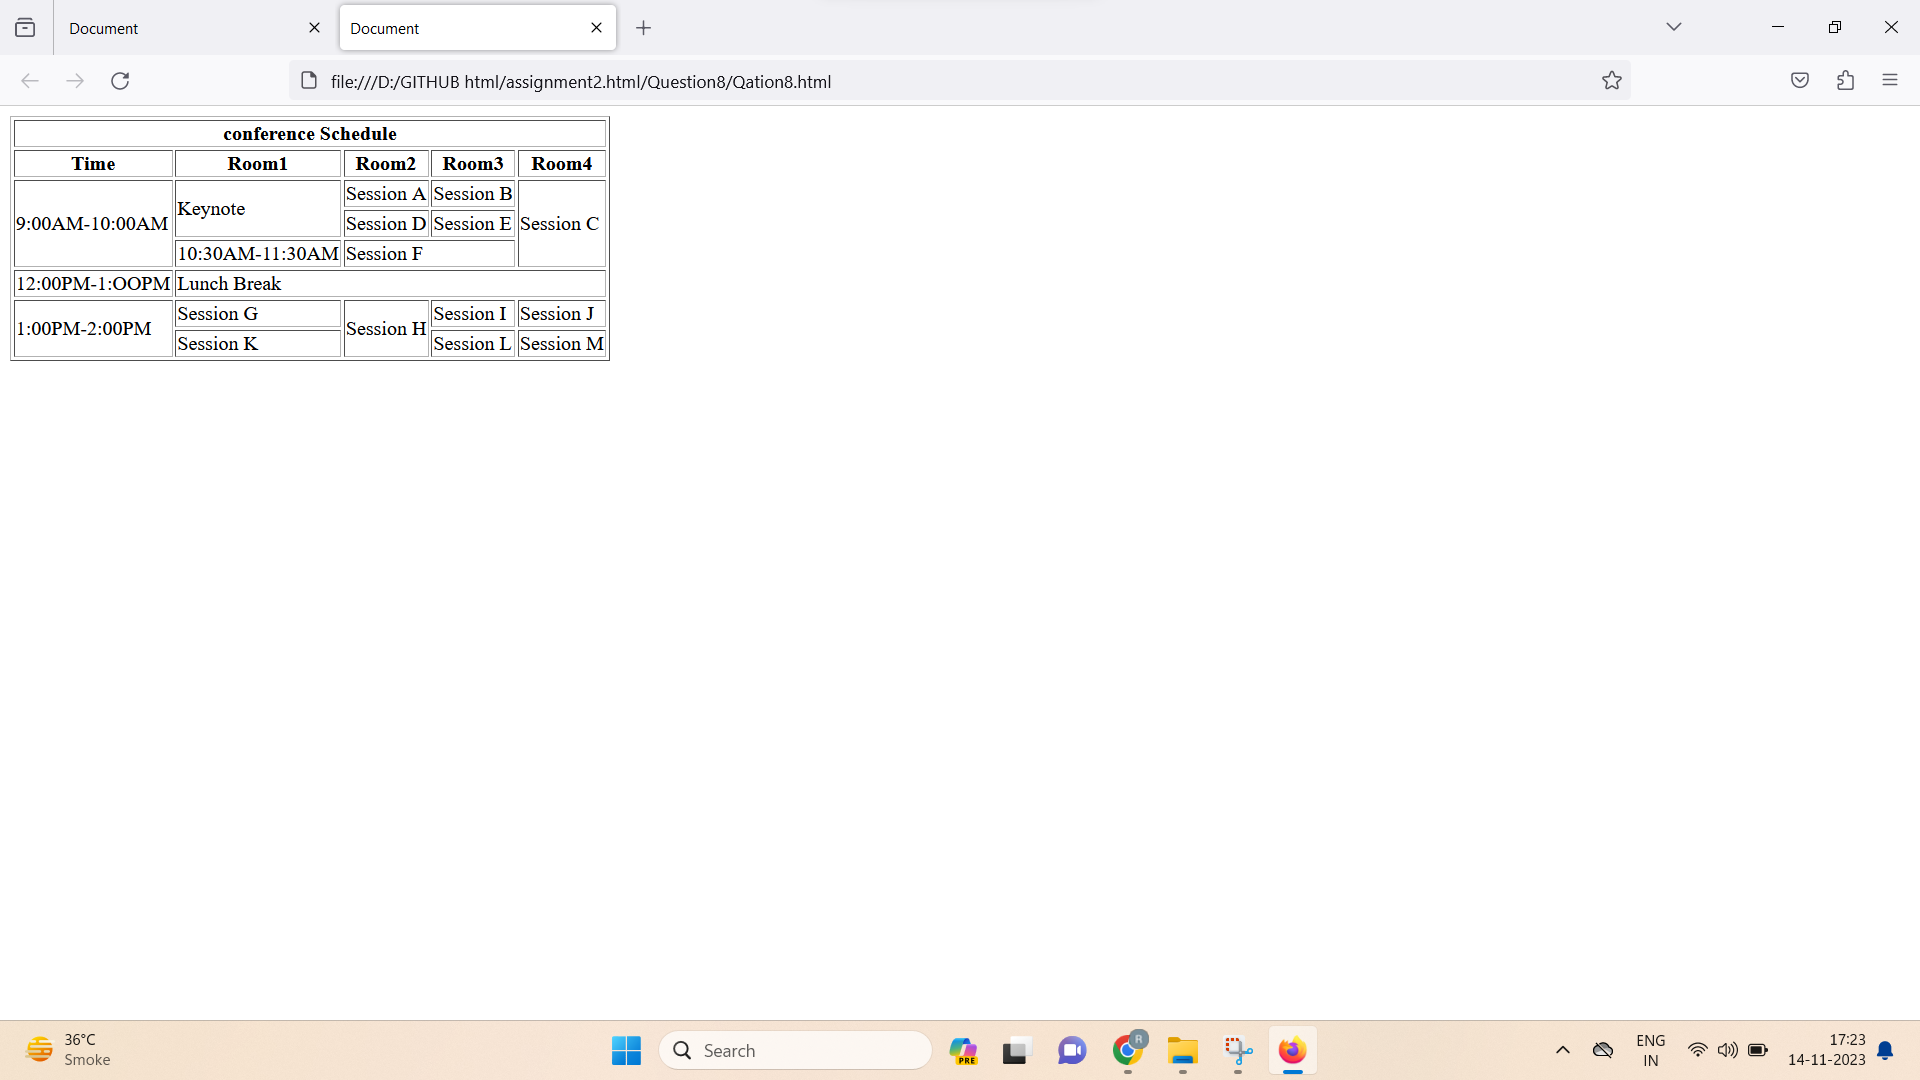 Document
Document
file:///D:/GITHUB html/assignment2.html/Question8/Qation8.html
conference Schedule
Time Room1 Room2 Room3 Room4
9:00AM-10:00AM Keynote Session A Session B Session C
Session D Session E
10:30AM-11:30AM Session F
12:00PM-1:OOPM Lunch Break
1:00PM-2:00PM Session G Session H Session I Session J
Session K Session L Session M
36°C
Smoke
Search
PRE
R
ENG
IN
17:23
14-11-2023